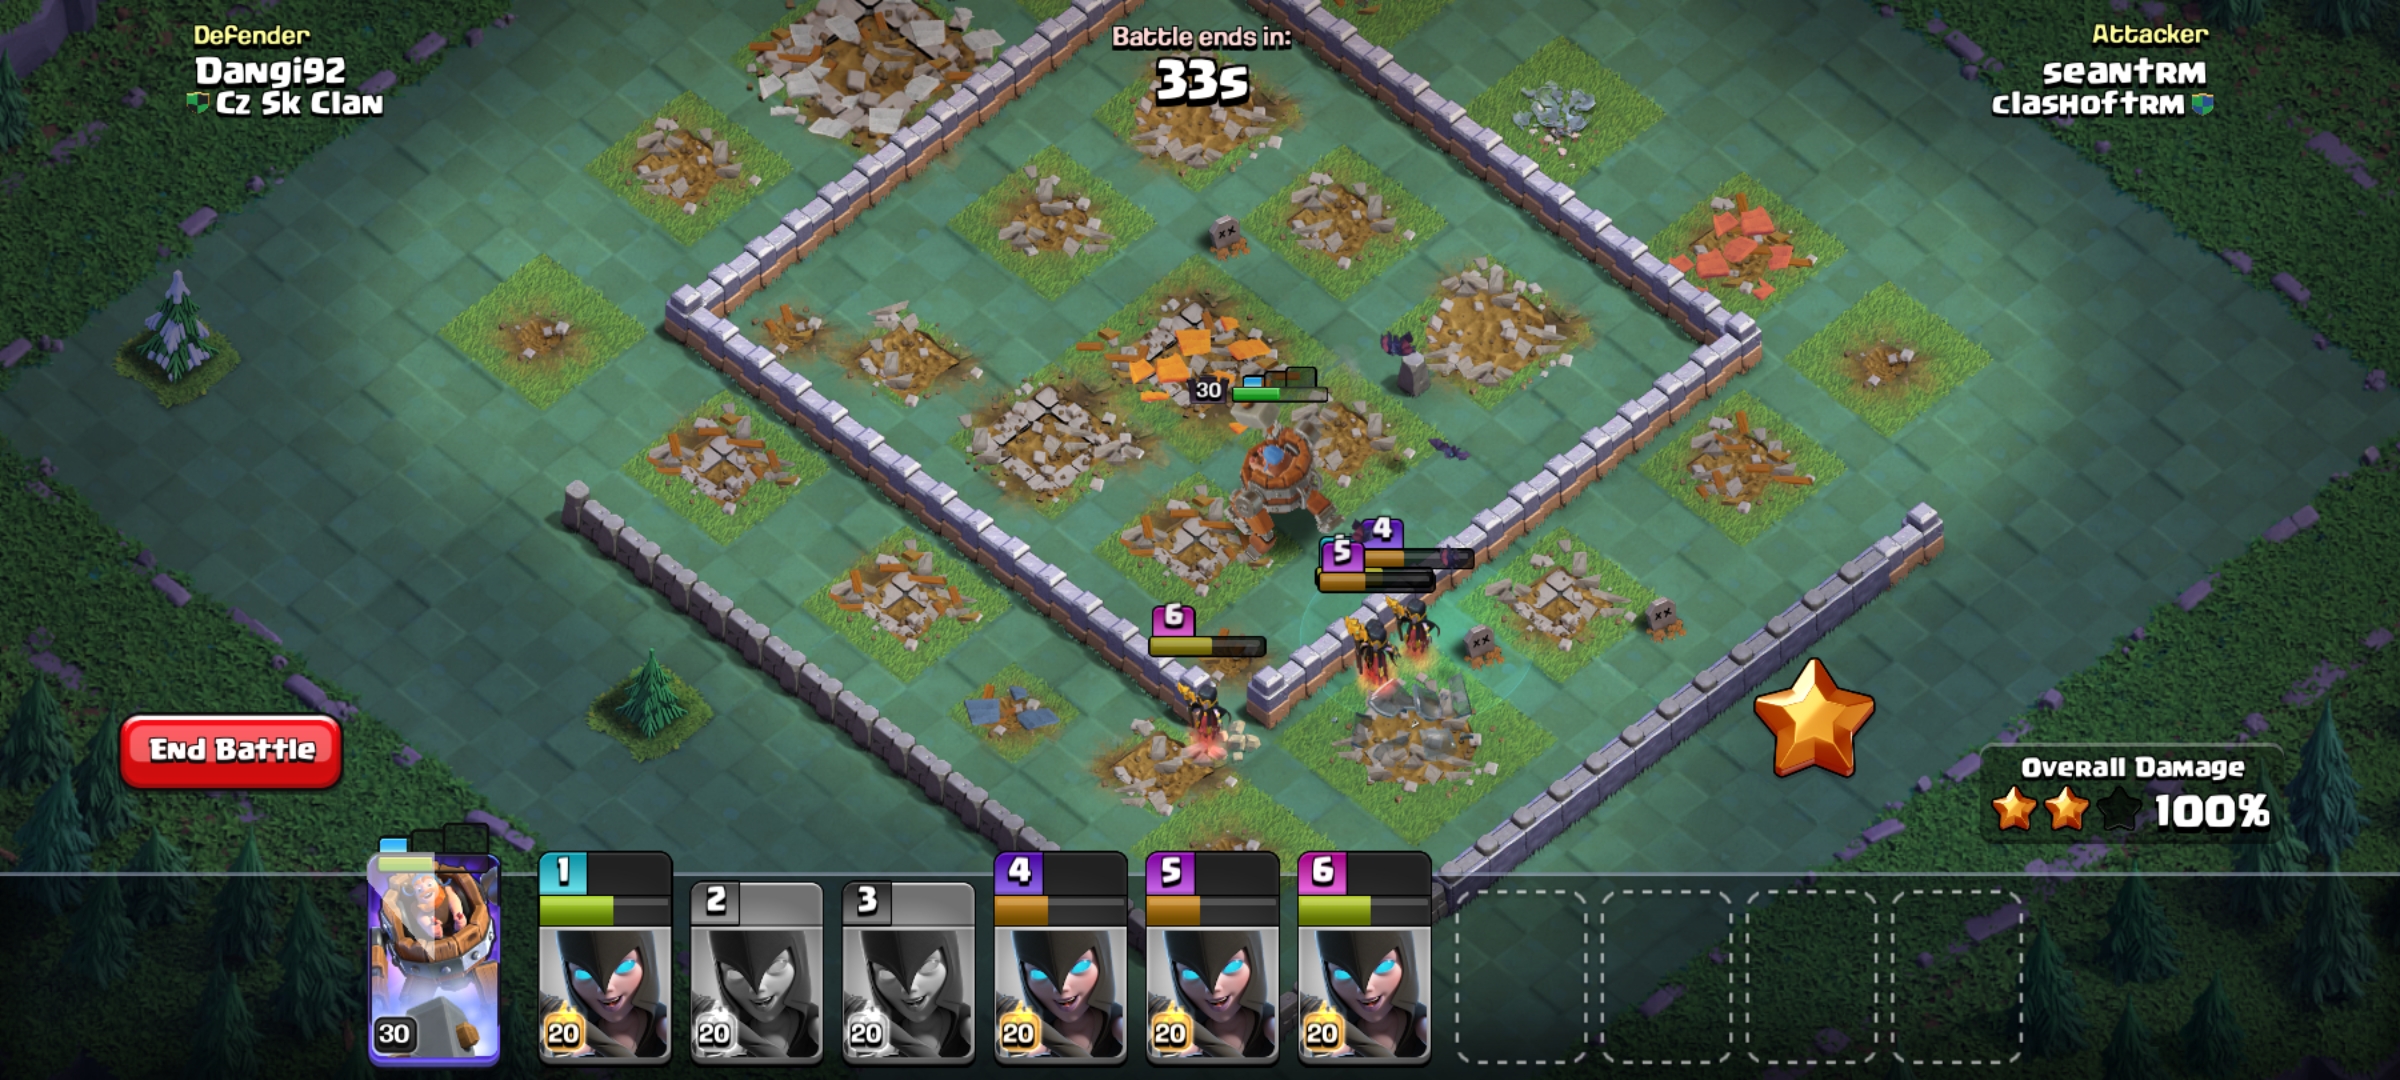 Defender
Dangi92
Cz Sk Clan
Battle ends in:
33s
Attacker
seantRM
clashoftRM
30
4
5
6
End Battle
Overall Damage
100%
30
1
20
2
20
3
20
4
20
5
20
6
20